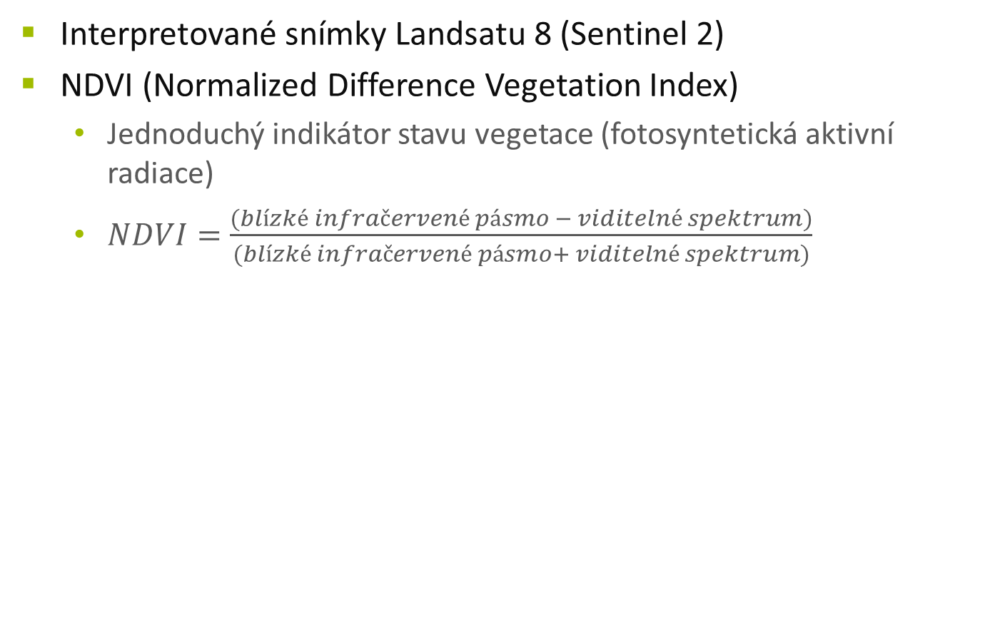 Interpretované snímky Landsatu 8 (Sentinel 2)
NDVI (Normalized Difference Vegetation Index)
Jednoduchý indikátor stavu vegetace (fotosyntetická aktivní
radiace)
NDVI = (blízké infračervené pásmo − viditelné spektrum)
(blízké infračervené pásmo+ viditelné spektrum)